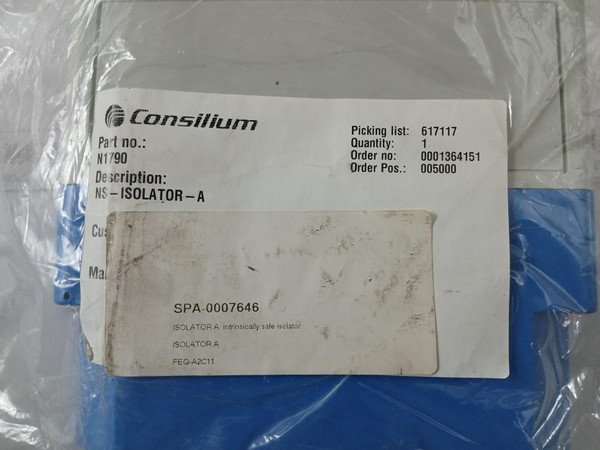 Consilium
Part no.:
N1790
Description:
NS-ISOLATOR-A
Picking list: 617117
Quantity: 1
Order no: 0001364151
Order Pos.: 005000
SPA-0007646
ISOLATOR A, intrinsically safe isolator
ISOLATOR A
FEQ-A2C11